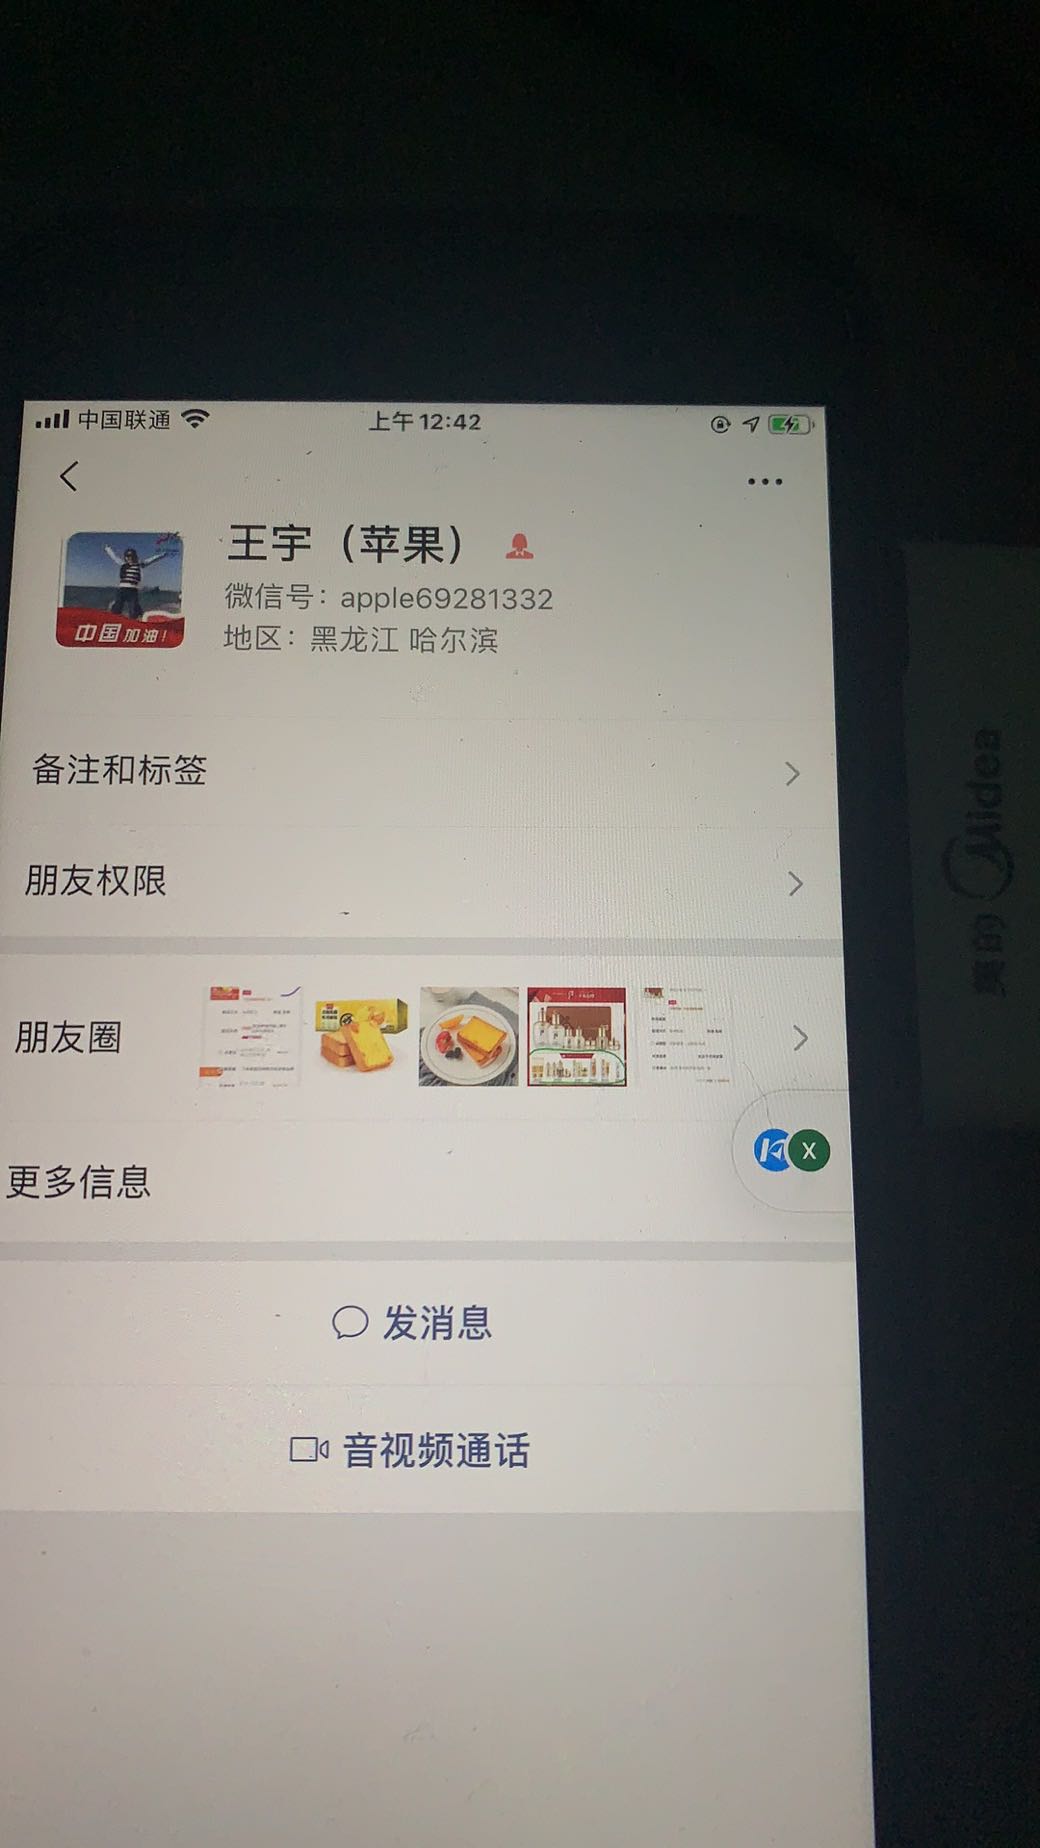 中国联通
上午12:42
王宇（苹果）
微信号：apple69281332
地区：黑龙江 哈尔滨
中国加油！
备注和标签
朋友权限
朋友圈
更多信息
X
发消息
音视频通话
美的 Midea